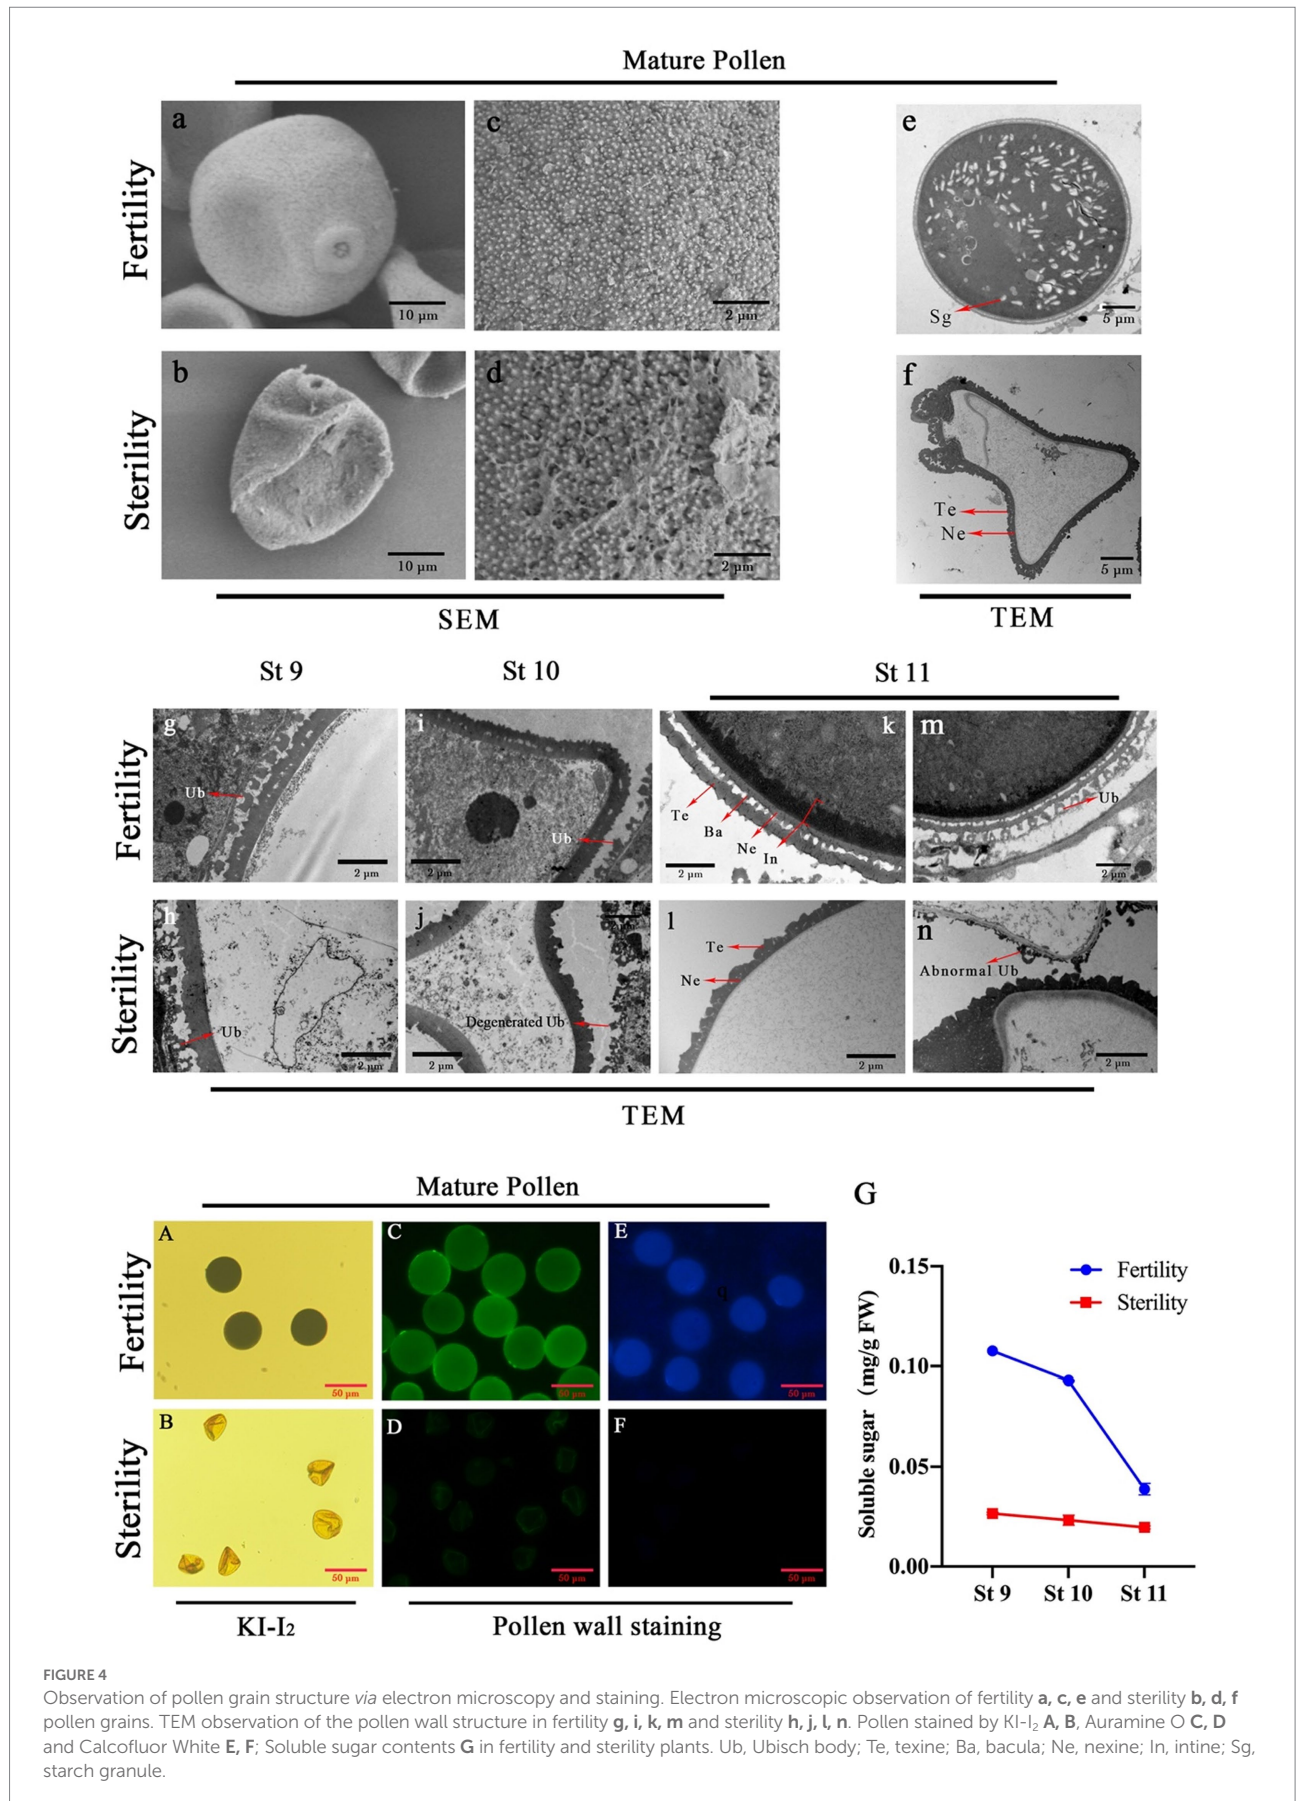 Mature Pollen
Fertility
a
10 μm
c
2 μm
e
Sg
5 μm
Sterility
b
10 μm
d
2 μm
f
Te
Ne
5 μm
SEM
TEM
St 9
St 10
St 11
Fertility
g
Ub
2 μm
i
Ub
2 μm
k
Te
Ba
Ne
In
2 μm
m
Ub
2 μm
Sterility
h
Ub
2 μm
j
Degenerated Ub
2 μm
l
Te
Ne
2 μm
n
Abnormal Ub
2 μm
TEM
Mature Pollen
Fertility
A
50 μm
C
50 μm
E
q
50 μm
Sterility
B
50 μm
D
50 μm
F
50 μm
KI-I₂
Pollen wall staining
G
Soluble sugar (mg/g FW)
0.15
0.10
0.05
0.00
Fertility
Sterility
St 9
St 10
St 11
FIGURE 4
Observation of pollen grain structure via electron microscopy and staining. Electron microscopic observation of fertility a, c, e and sterility b, d, f
pollen grains. TEM observation of the pollen wall structure in fertility g, i, k, m and sterility h, j, l, n. Pollen stained by KI-I₂ A, B, Auramine O C, D
and Calcofluor White E, F; Soluble sugar contents G in fertility and sterility plants. Ub, Ubisch body; Te, texine; Ba, bacula; Ne, nexine; In, intine; Sg,
starch granule.